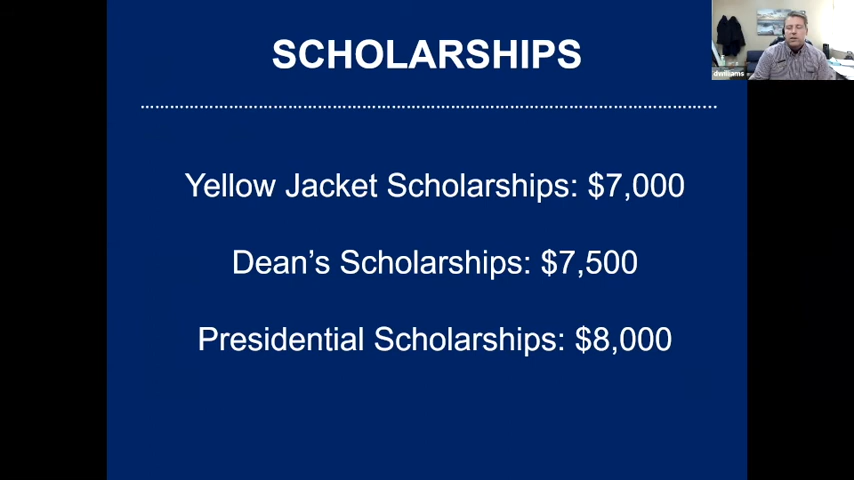 SCHOLARSHIPS
Yellow Jacket Scholarships: $7,000
Dean’s Scholarships: $7,500
Presidential Scholarships: $8,000
dwilliams